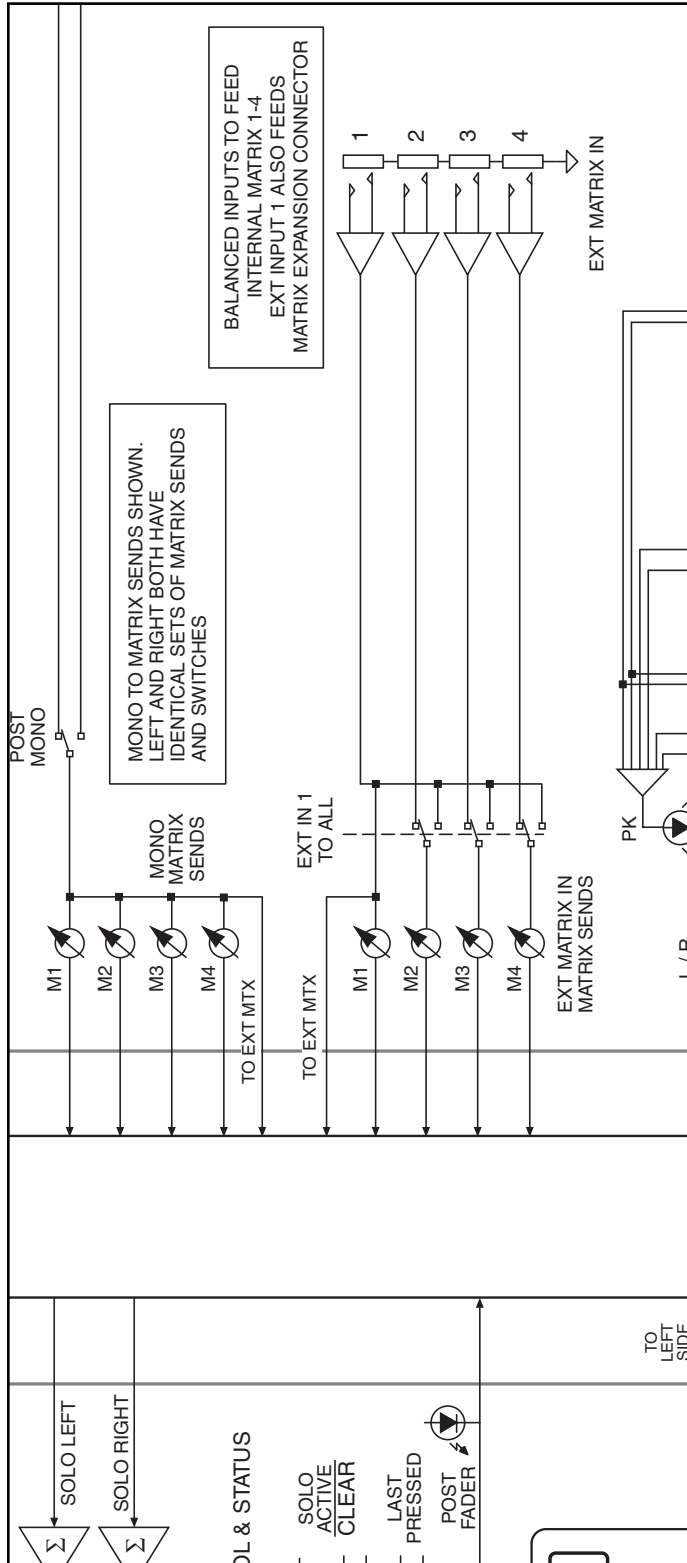 POST
MONO
MONO
MATRIX
SENDS
M1
M2
M3
M4
TO EXT MTX
MONO TO MATRIX SENDS SHOWN.
LEFT AND RIGHT BOTH HAVE
IDENTICAL SETS OF MATRIX SENDS
AND SWITCHES
BALANCED INPUTS TO FEED
INTERNAL MATRIX 1-4
EXT INPUT 1 ALSO FEEDS
MATRIX EXPANSION CONNECTOR
1
2
3
4
EXT MATRIX IN
EXT IN 1
TO ALL
TO EXT MTX
M1
M2
M3
M4
EXT MATRIX IN
MATRIX SENDS
PK
SOLO LEFT
SOLO RIGHT
Σ
Σ
OL & STATUS
SOLO
ACTIVE
CLEAR
LAST
PRESSED
POST
FADER
TO
LEFT
SIDE